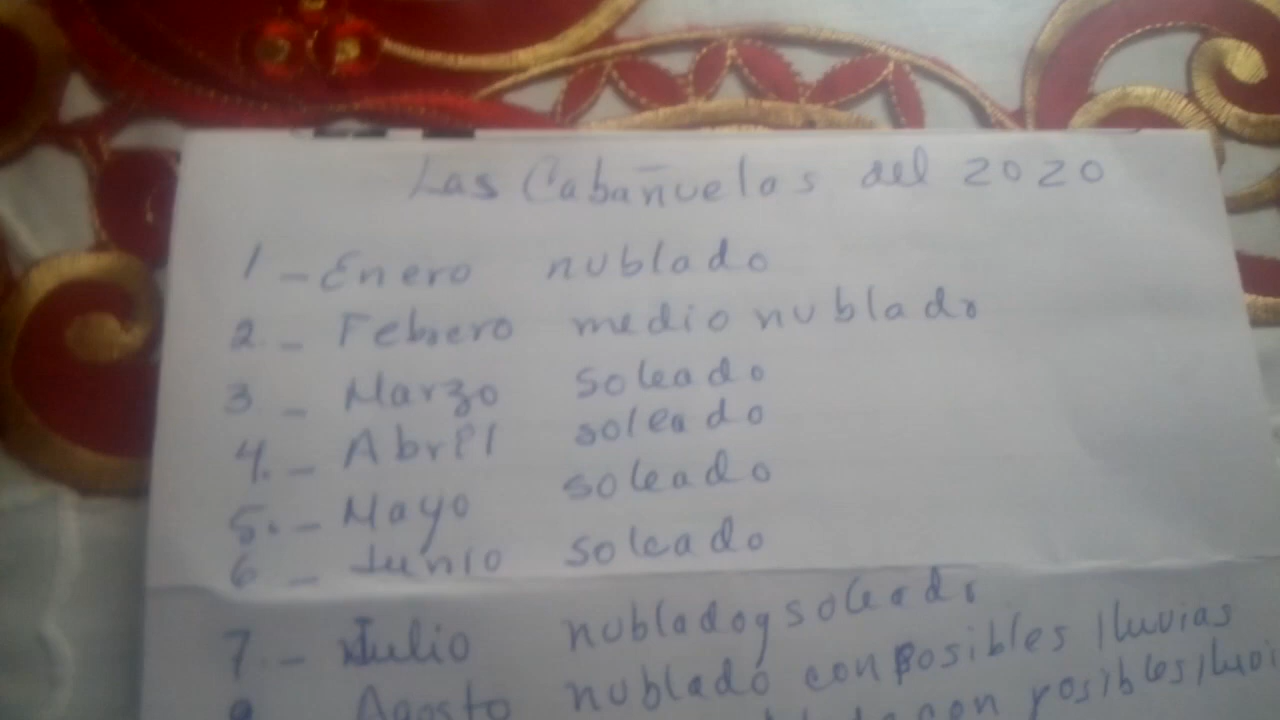 Las Cabañuelas del 2020
1 - Enero nublado
2. - Febrero medio nublado
3 - Marzo soleado
4. - Abril soleado
5. - Mayo soleado
6 - Junio soleado
7. - Julio nublado y soleado
8 Agosto nublado con posibles lluvias
con posibles